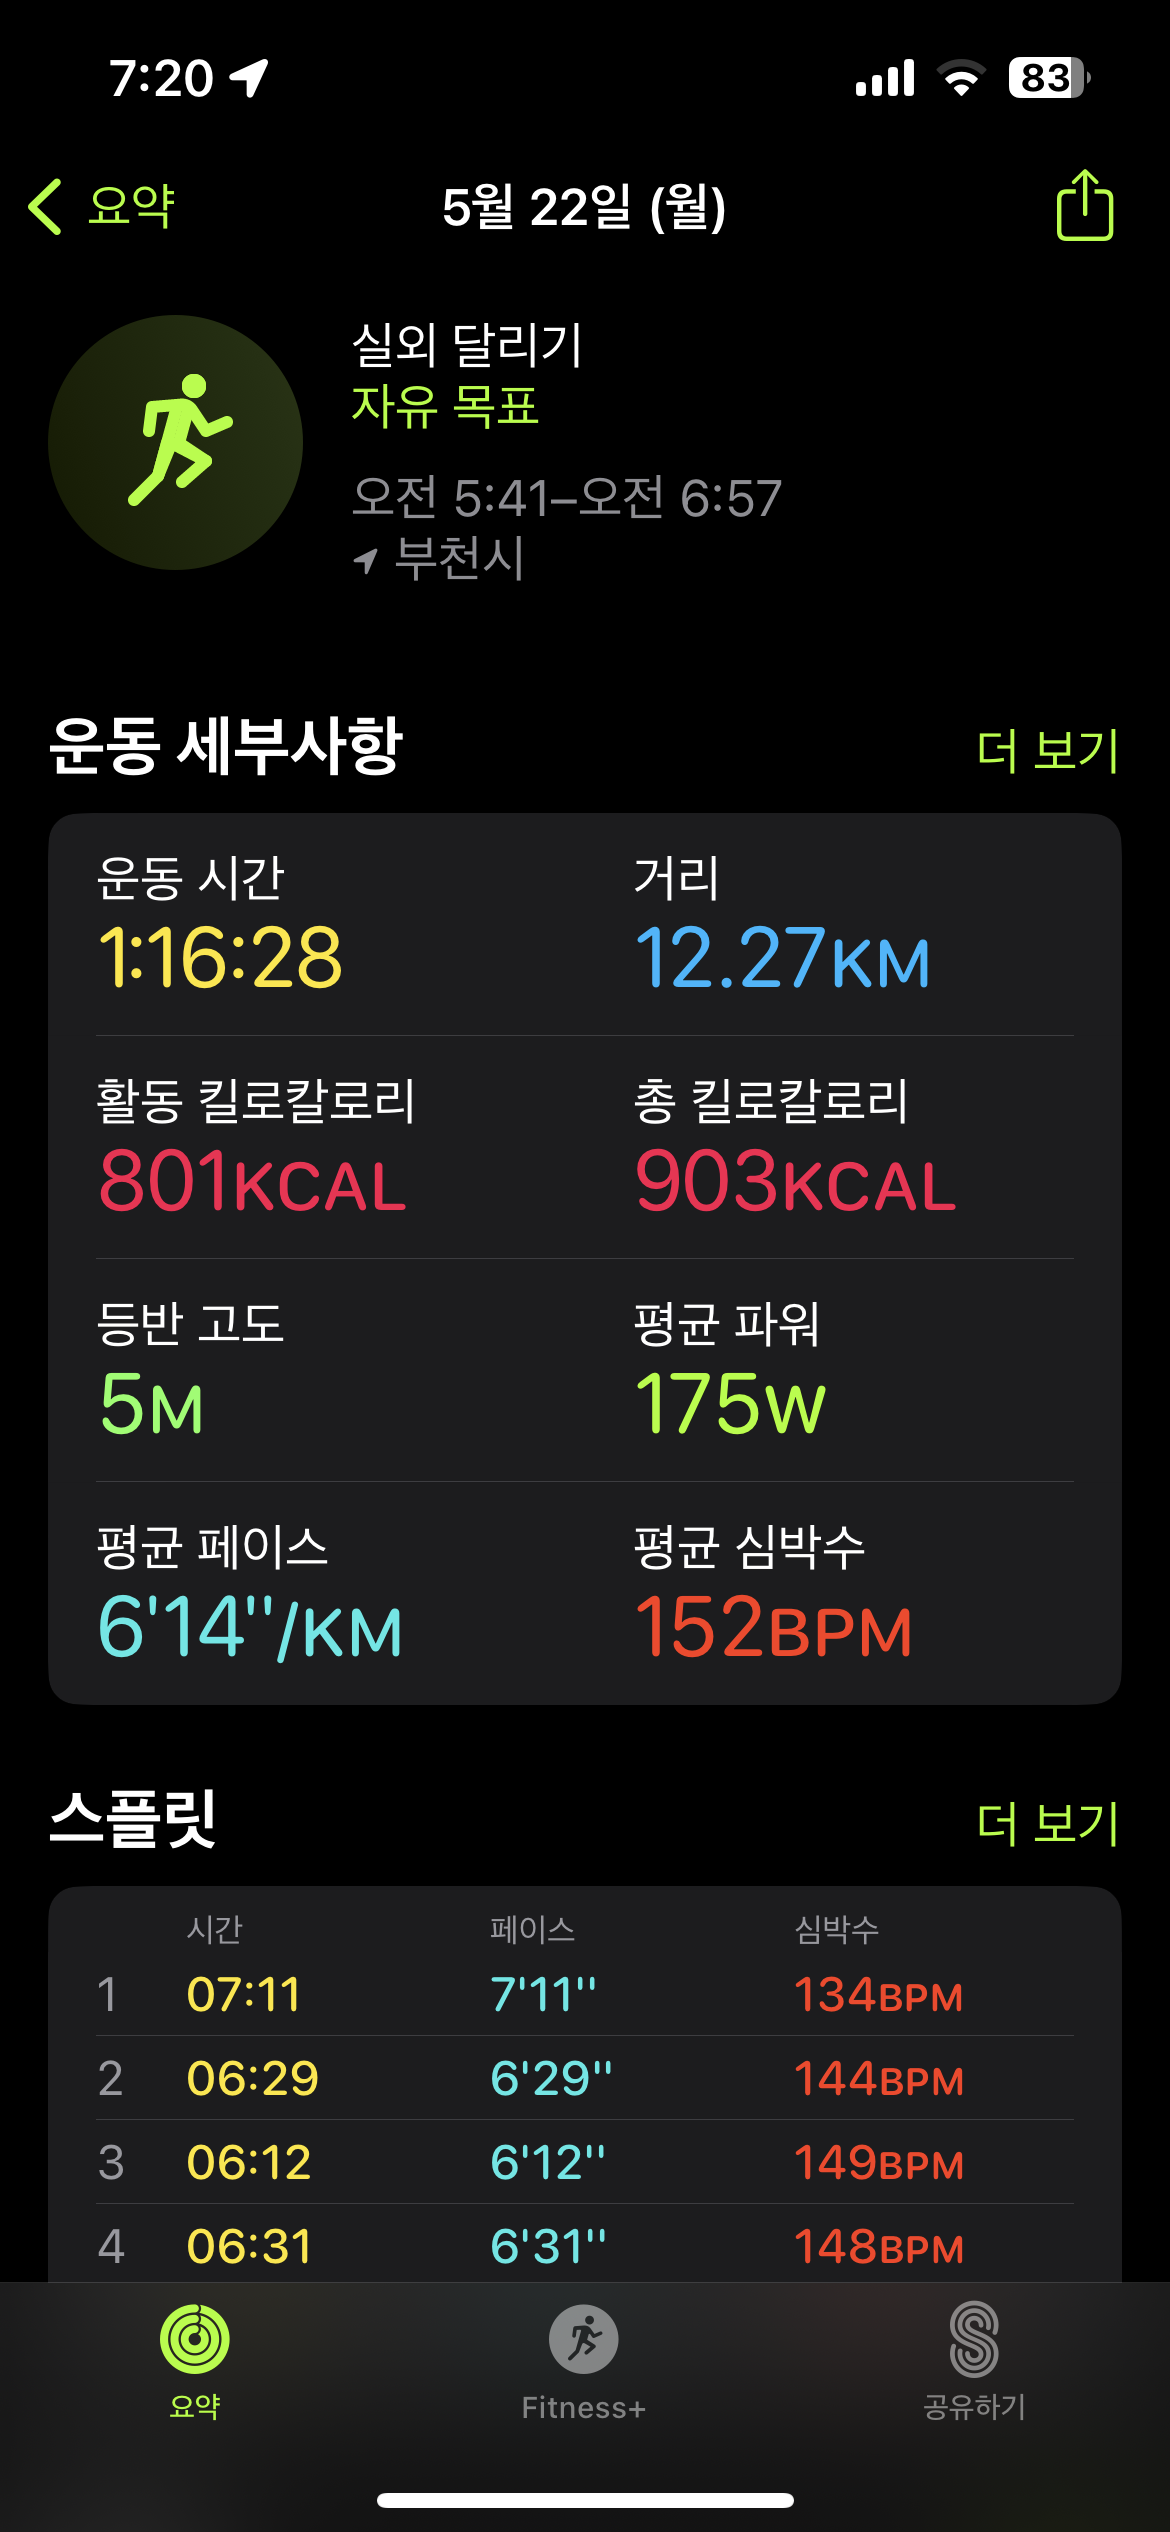 7:20
83
요약
5월 22일 (월)
실외 달리기
자유 목표
오전 5:41–오전 6:57
부천시
운동 세부사항
더 보기
운동 시간 거리
1:16:28 12.27KM
활동 킬로칼로리 총 킬로칼로리
801KCAL 903KCAL
등반 고도 평균 파워
5M 175W
평균 페이스 평균 심박수
6'14''/KM 152BPM
스플릿
더 보기
시간 페이스 심박수
1 07:11 7'11'' 134BPM
2 06:29 6'29'' 144BPM
3 06:12 6'12'' 149BPM
4 06:31 6'31'' 148BPM
요약 Fitness+ 공유하기